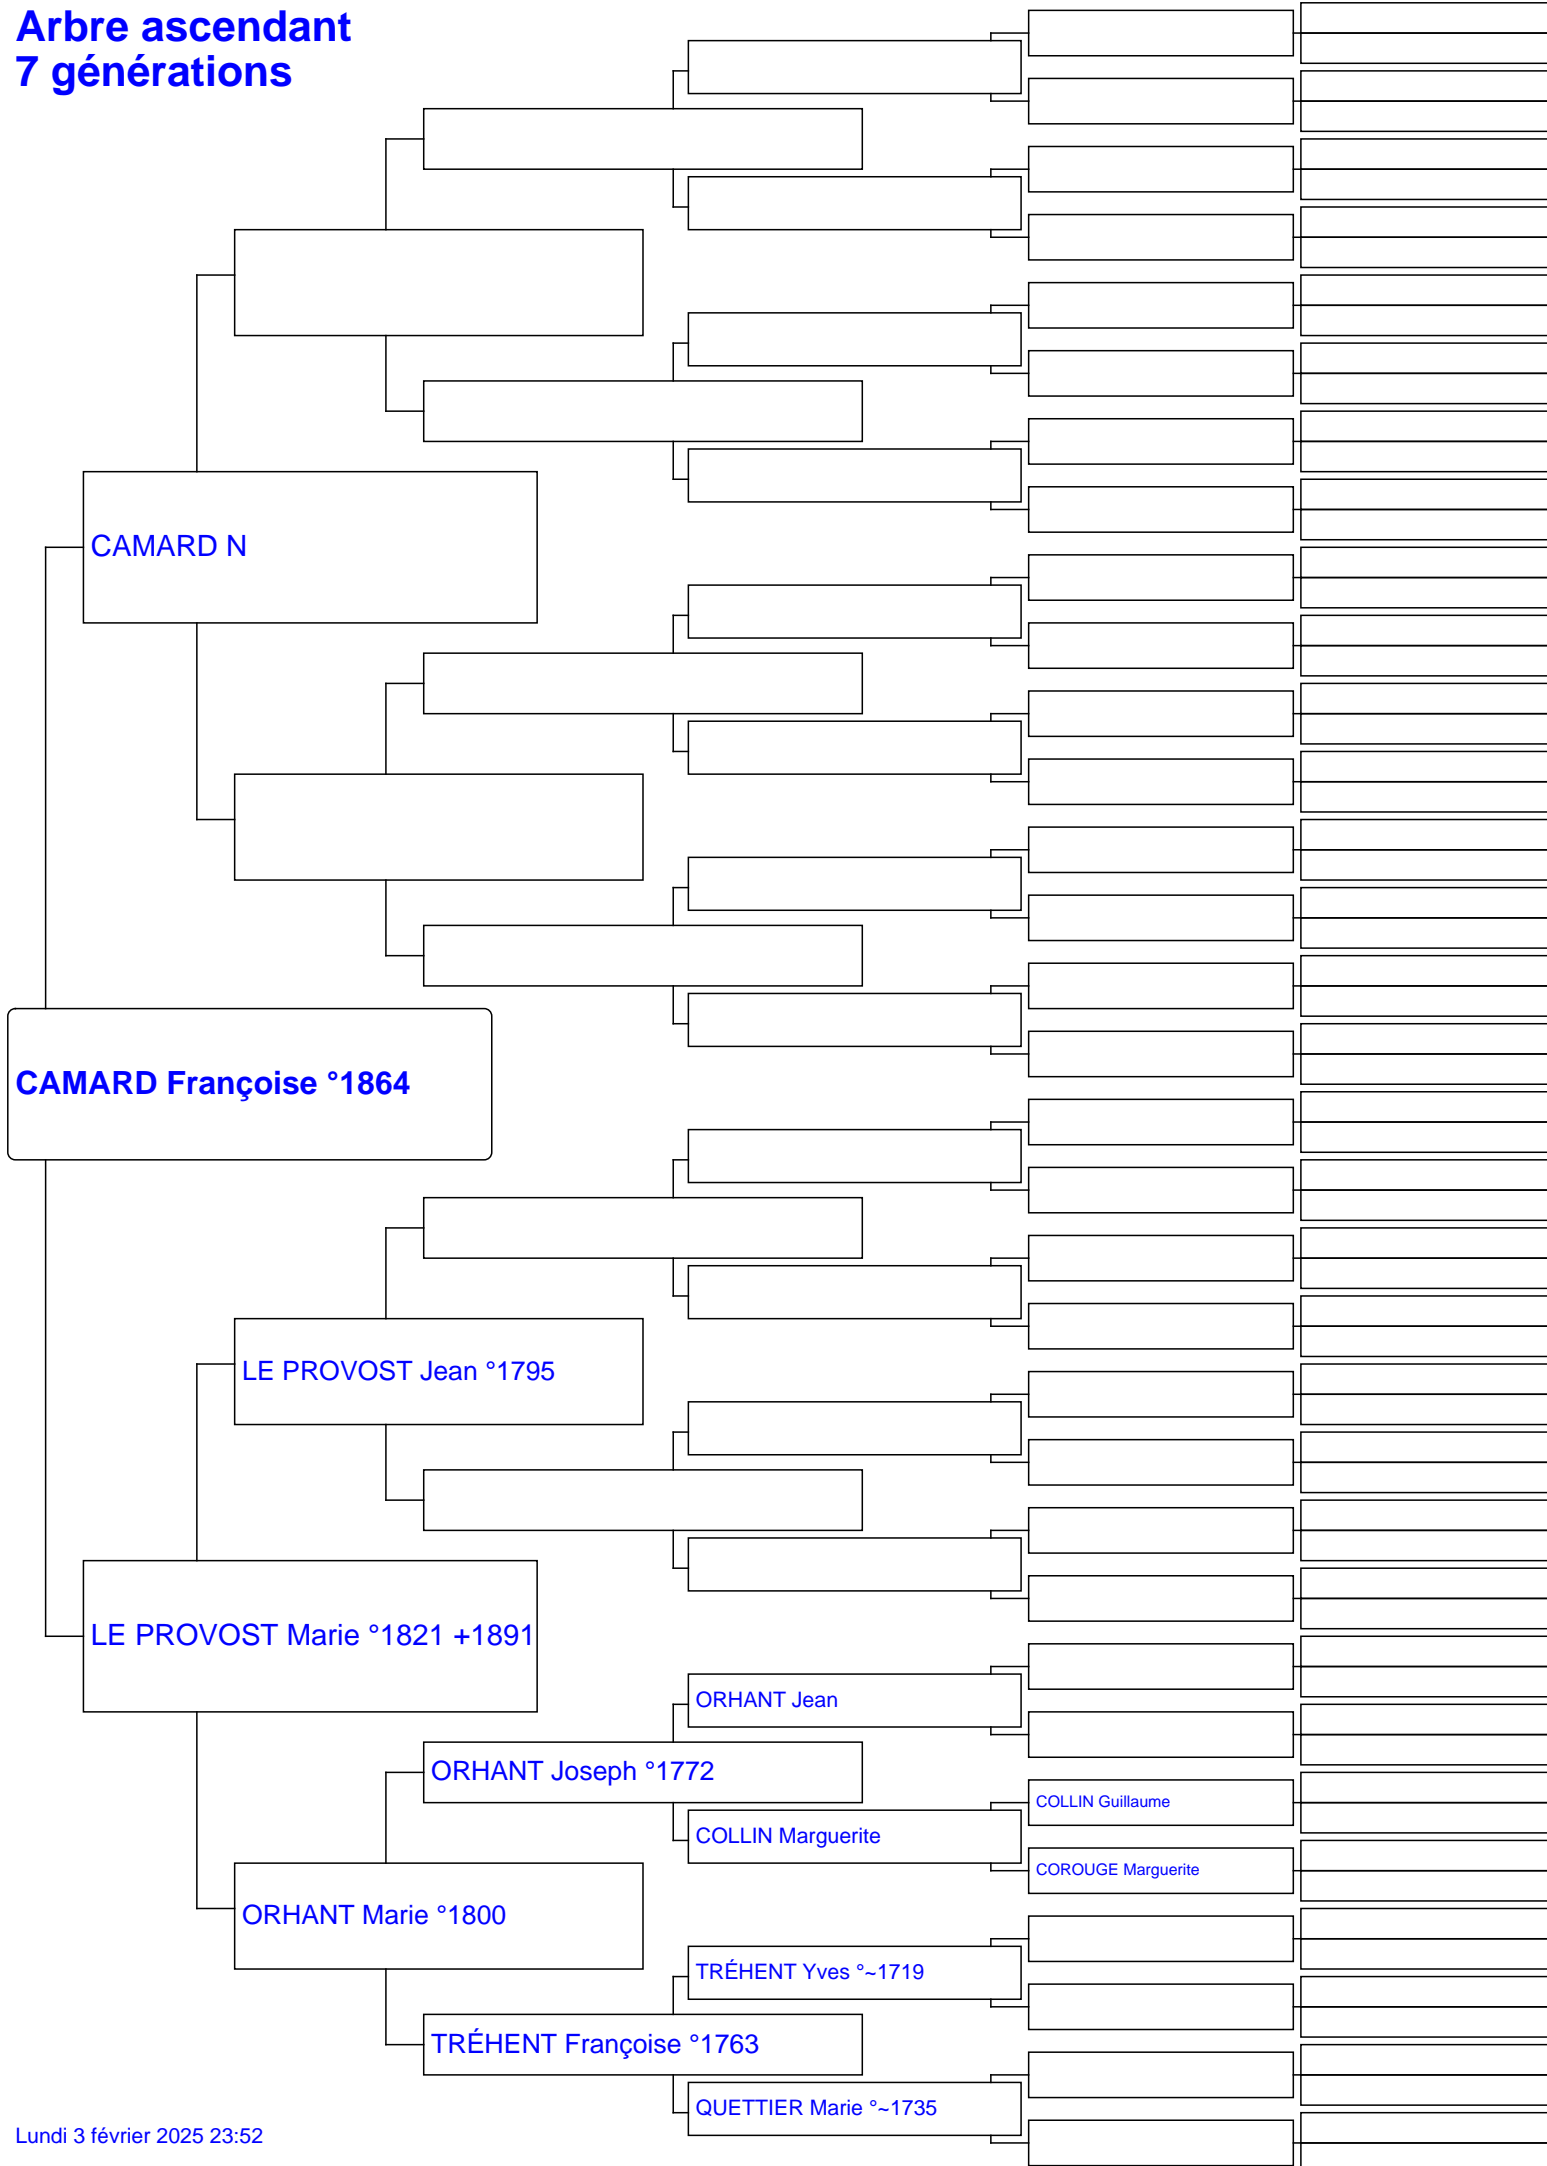 Arbre ascendant
7 générations
CAMARD N
CAMARD Françoise °1864
LE PROVOST Jean °1795
LE PROVOST Marie °1821 +1891
ORHANT Jean
ORHANT Joseph °1772
COLLIN Guillaume
COLLIN Marguerite
COROUGE Marguerite
ORHANT Marie °1800
TRÉHENT Yves °~1719
TRÉHENT Françoise °1763
QUETTIER Marie °~1735
Lundi 3 février 2025 23:52